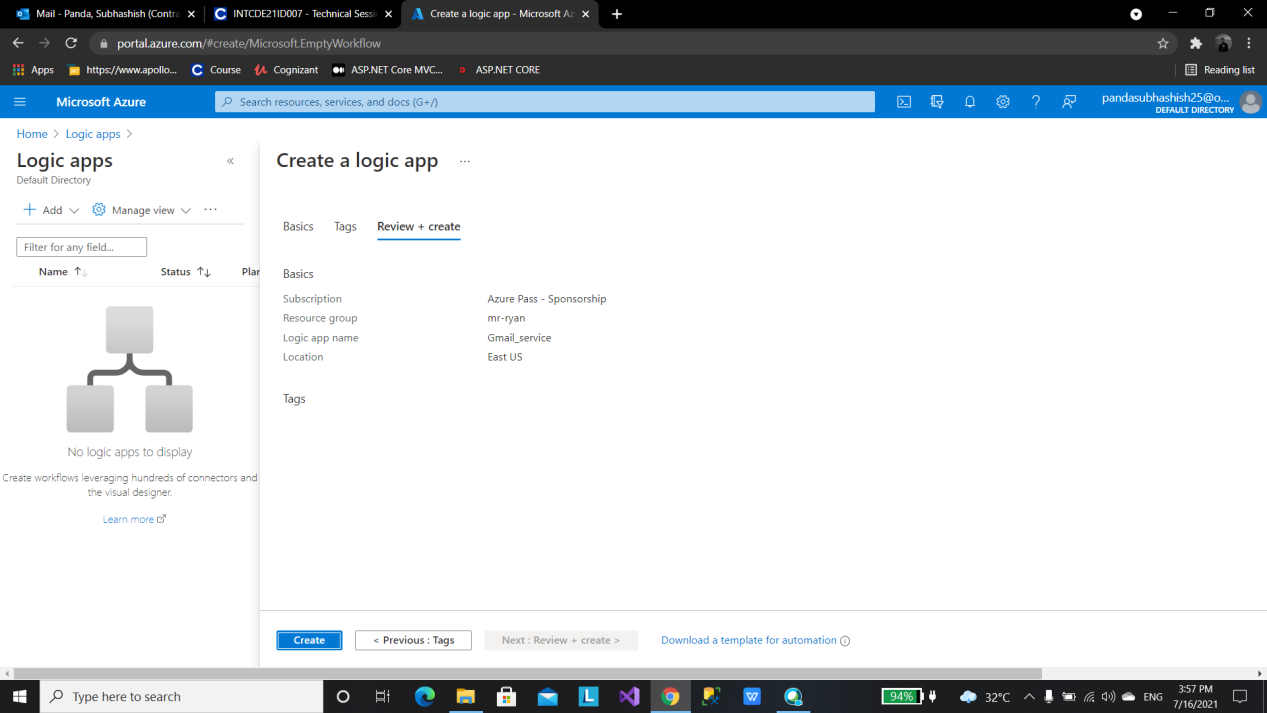 Mail - Panda, Subhashish (Contra
INTCDE21ID007 - Technical Sessi
Create a logic app - Microsoft Az
portal.azure.com/#create/Microsoft.EmptyWorkflow
Apps
https://www.apollo...
Course
Cognizant
ASP.NET Core MVC...
ASP.NET CORE
Reading list
Microsoft Azure
Search resources, services, and docs (G+/)
pandasubhashish25@o...
DEFAULT DIRECTORY
Home > Logic apps >
Logic apps
Default Directory
Add
Manage view
Filter for any field...
Name
Status
Plan
No logic apps to display
Create workflows leveraging hundreds of connectors and
the visual designer.
Learn more
Create a logic app
Basics
Tags
Review + create
Basics
Subscription
Azure Pass - Sponsorship
Resource group
mr-ryan
Logic app name
Gmail_service
Location
East US
Tags
Create
< Previous : Tags
Next : Review + create >
Download a template for automation
Type here to search
94%
32°C
ENG
3:57 PM
7/16/2021